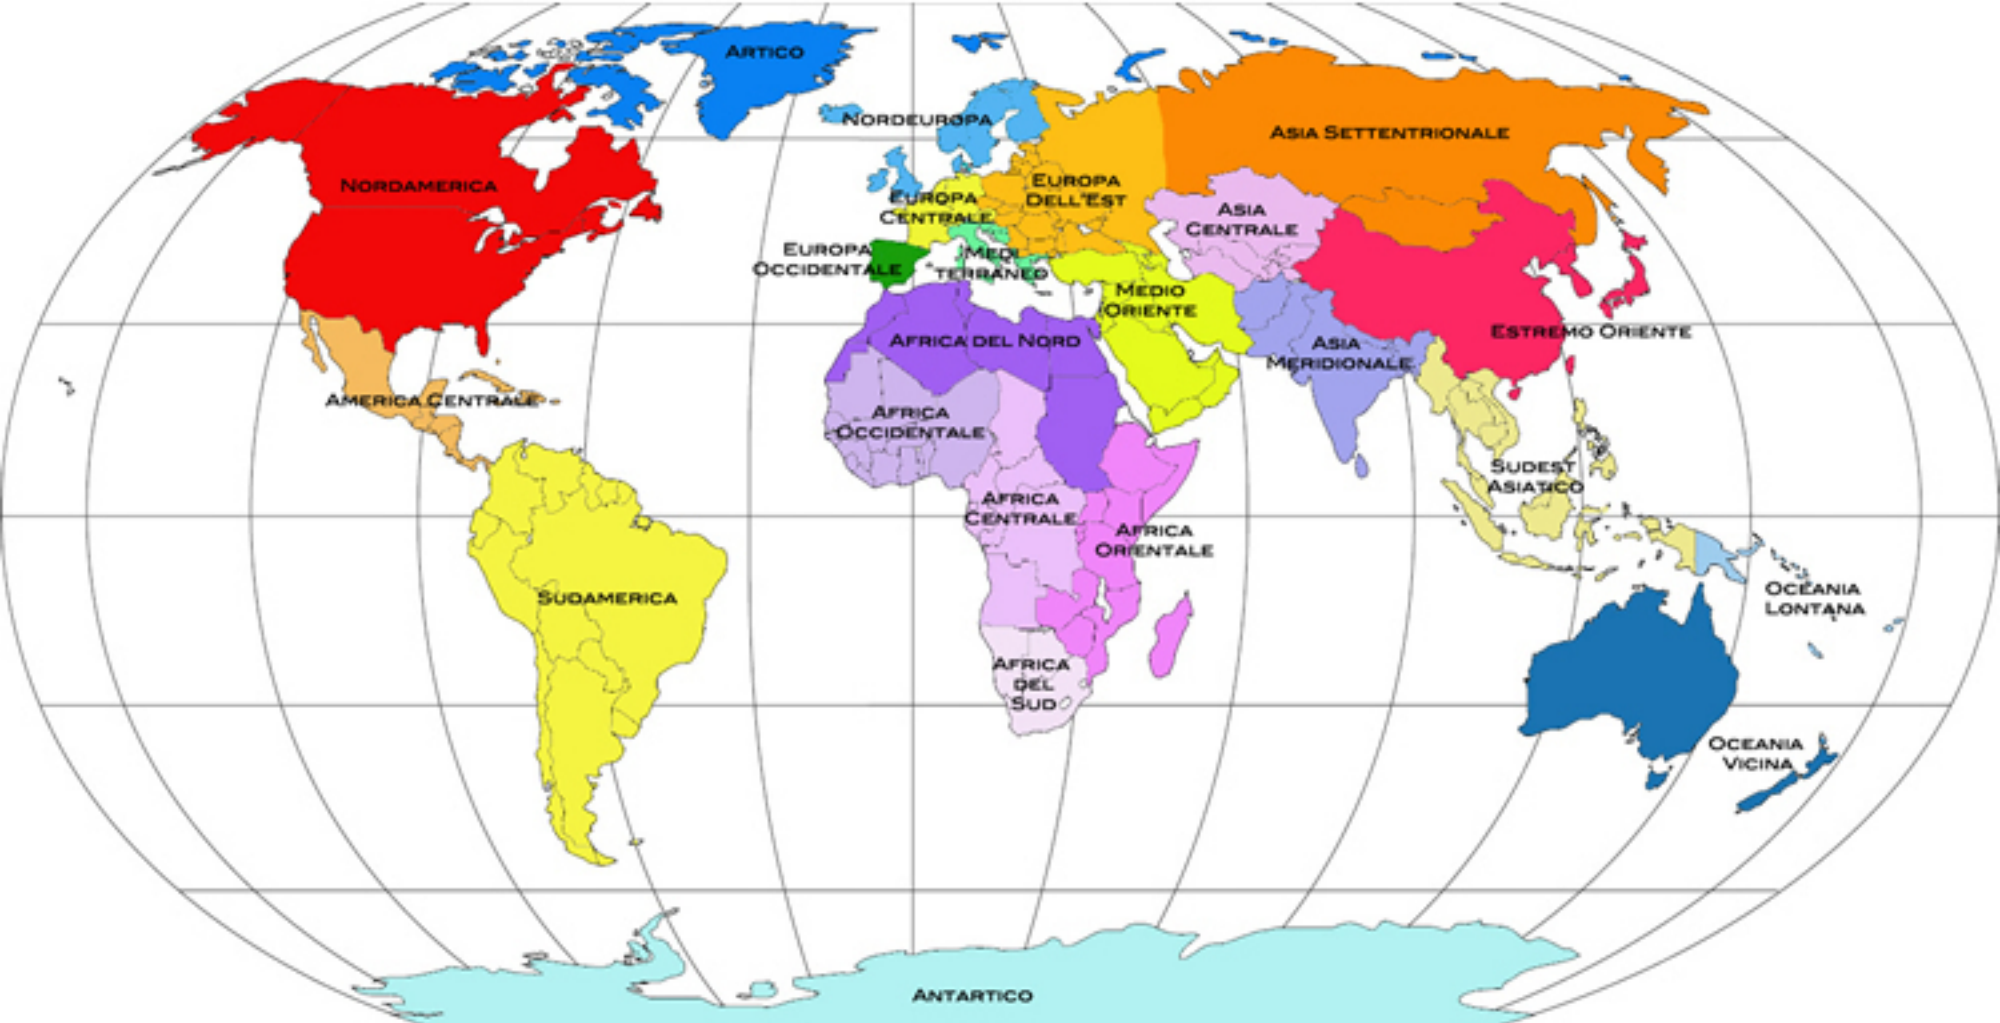 ARTICO
NORDEUROPA
ASIA SETTENTRIONALE
NORDAMERICA
EUROPA
CENTRALE
EUROPA
DELL'EST
ASIA
CENTRALE
EUROPA
OCCIDENTALE
MEDI
TERRANEO
MEDIO
ORIENTE
ESTREMO ORIENTE
AFRICA DEL NORD
ASIA
MERIDIONALE
AMERICA CENTRALE
AFRICA
OCCIDENTALE
SUDEST
ASIATICO
AFRICA
CENTRALE
AFRICA
ORIENTALE
SUDAMERICA
OCEANIA
LONTANA
AFRICA
DEL
SUD
OCEANIA
VICINA
ANTARTICO